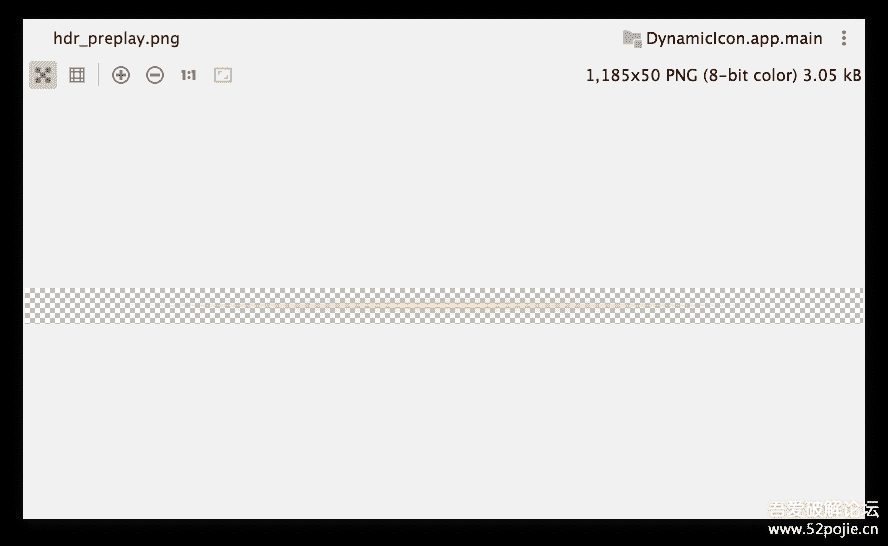 hdr_preplay.png
DynamicIcon.app.main
1:1
1,185x50 PNG (8-bit color) 3.05 kB
吾爱破解论坛
www.52pojie.cn